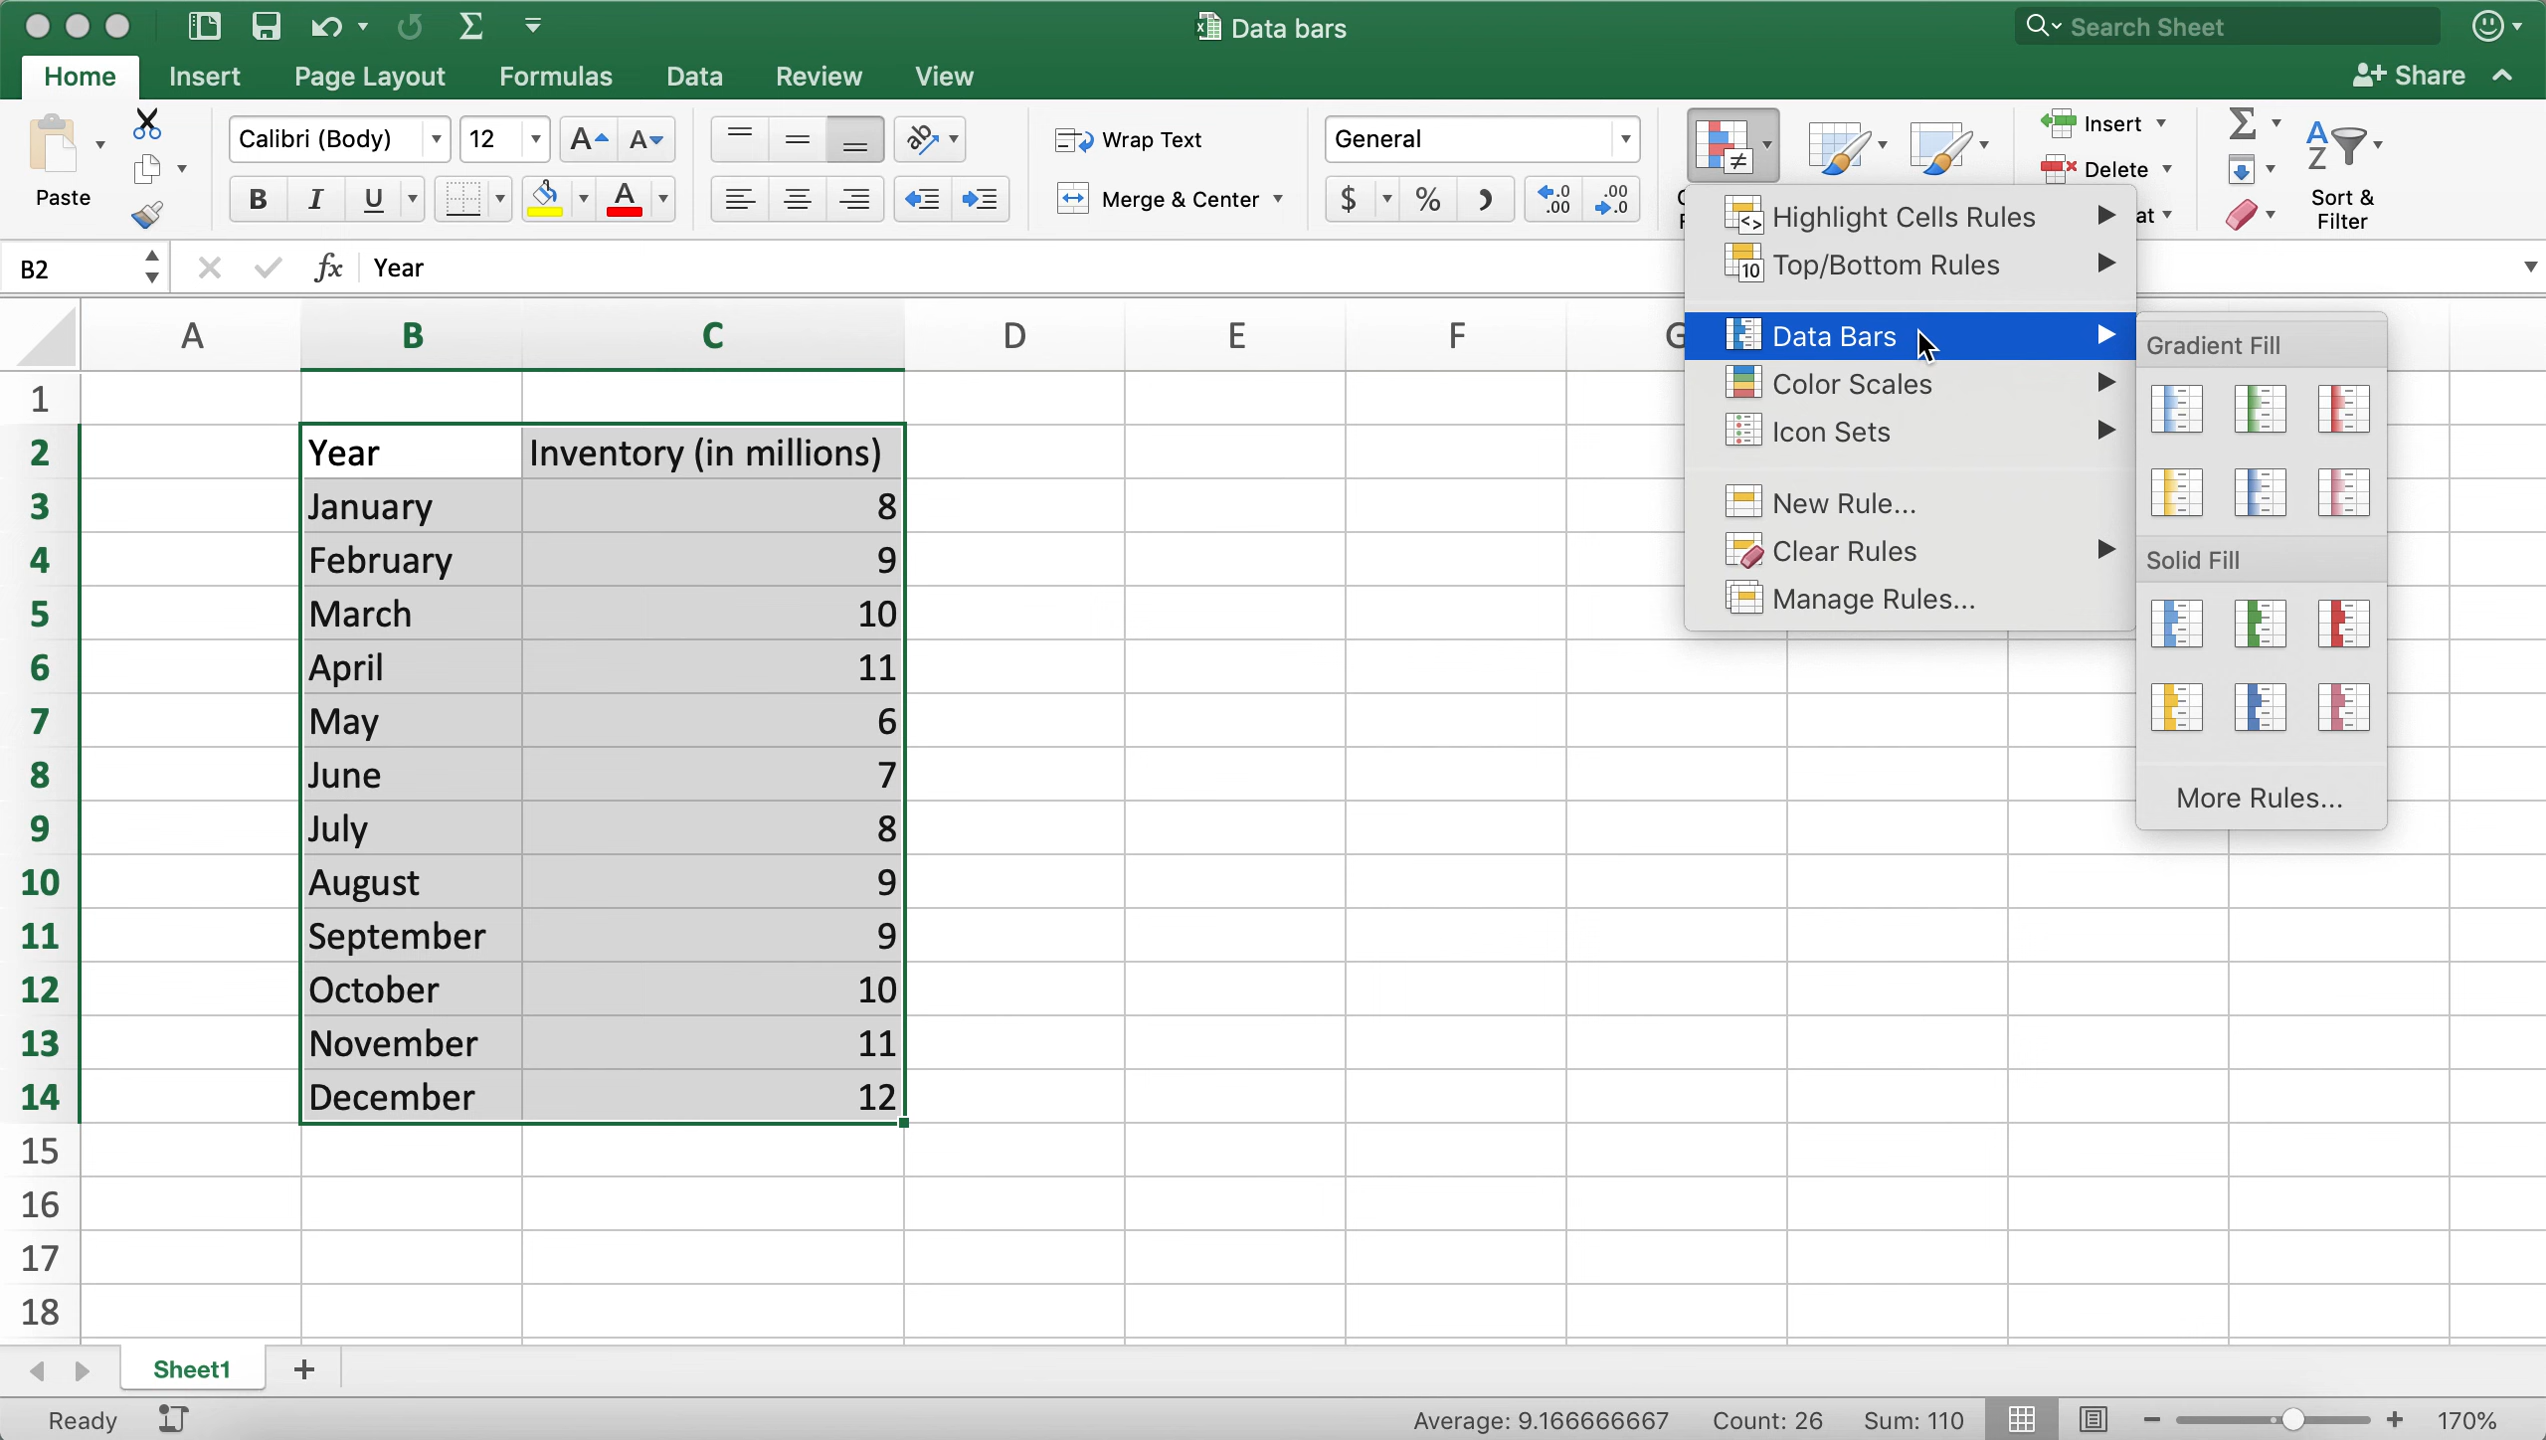 Data bars
Search Sheet
Home Insert Page Layout Formulas Data Review View
Share
Paste
Calibri (Body) 12
Wrap Text
Merge & Center
General
Insert
Delete
at
Sort &
Filter
B2 fx Year
Highlight Cells Rules
Top/Bottom Rules
Data Bars
Color Scales
Icon Sets
New Rule...
Clear Rules
Manage Rules...
Gradient Fill
Solid Fill
More Rules...
A B C D E F G
1
2 Year Inventory (in millions)
3 January 8
4 February 9
5 March 10
6 April 11
7 May 6
8 June 7
9 July 8
10 August 9
11 September 9
12 October 10
13 November 11
14 December 12
15
16
17
18
Sheet1 +
Ready
Average: 9.166666667 Count: 26 Sum: 110 170%